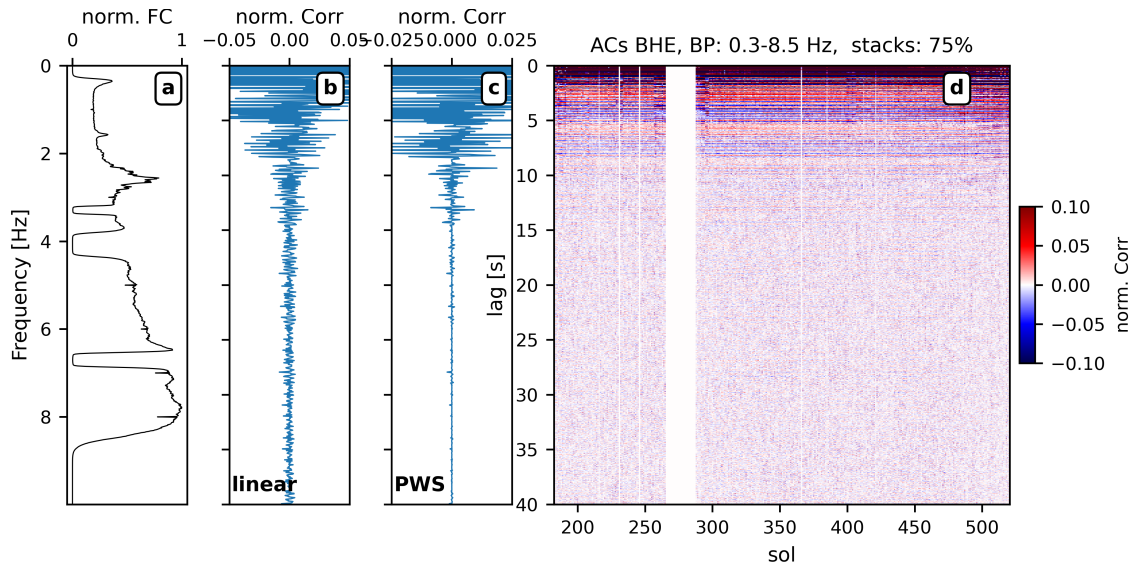 norm. FC
0 1
a
Frequency [Hz]
0
2
4
6
8
norm. Corr
−0.05 0.00 0.05
b
linear
norm. Corr
−0.025 0.000 0.025
c
PWS
ACs BHE, BP: 0.3-8.5 Hz, stacks: 75%
d
lag [s]
0
5
10
15
20
25
30
35
40
200 250 300 350 400 450 500
sol
0.10
0.05
0.00
−0.05
−0.10
norm. Corr